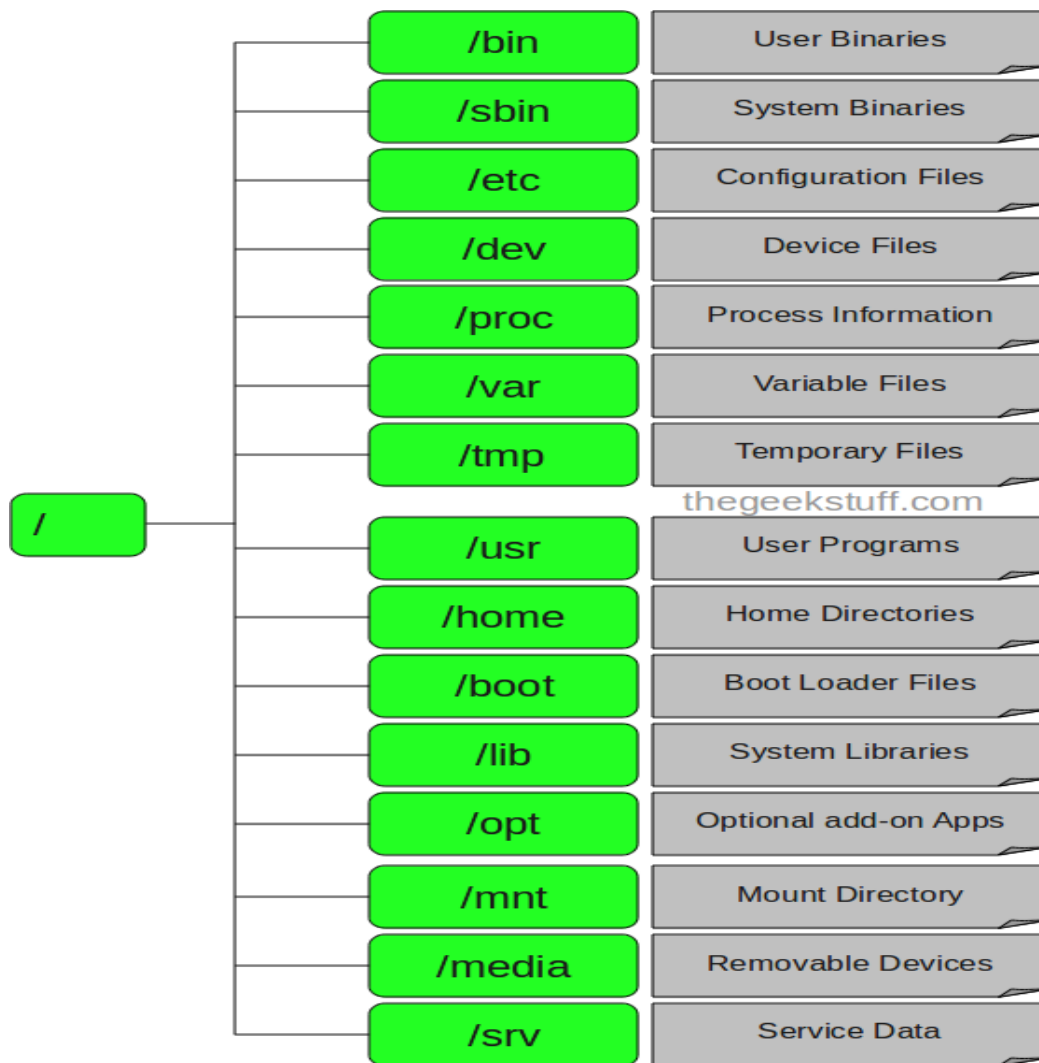 /bin User Binaries
/sbin System Binaries
/etc Configuration Files
/dev Device Files
/proc Process Information
/var Variable Files
/tmp Temporary Files
thegeekstuff.com
/
/usr User Programs
/home Home Directories
/boot Boot Loader Files
/lib System Libraries
/opt Optional add-on Apps
/mnt Mount Directory
/media Removable Devices
/srv Service Data